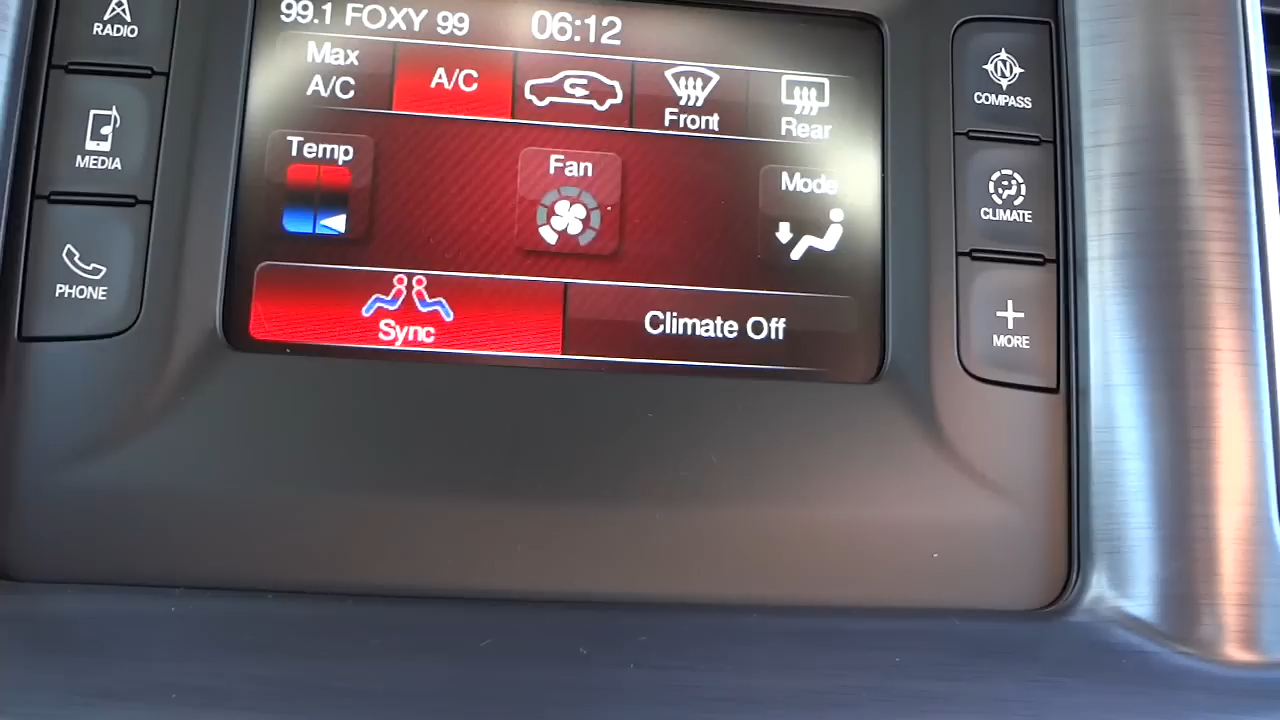 99.1 FOXY 99 06:12
RADIO
Max A/C
A/C
Front
Rear
N
COMPASS
MEDIA
Temp
Fan
Mode
CLIMATE
PHONE
Sync
Climate Off
MORE